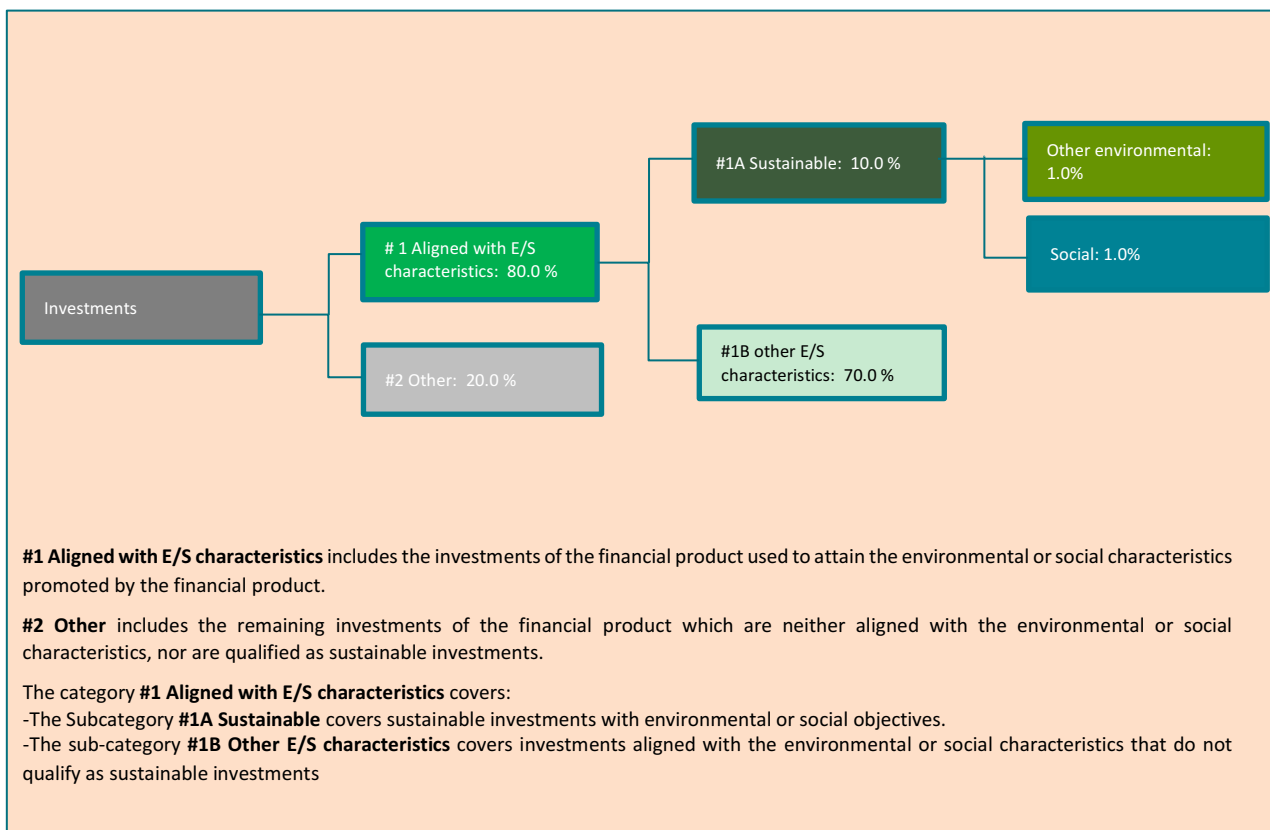 #1A Sustainable:  10.0 %
Other environmental:
1.0%
# 1 Aligned with E/S
characteristics:  80.0 %
Social: 1.0%
Investments
#2 Other:  20.0 %
#1B other E/S
characteristics:  70.0 %
#1 Aligned with E/S characteristics includes the investments of the financial product used to attain the environmental or social characteristics
promoted by the financial product.
#2 Other includes the remaining investments of the financial product which are neither aligned with the environmental or social
characteristics, nor are qualified as sustainable investments.
The category #1 Aligned with E/S characteristics covers:
-The Subcategory #1A Sustainable covers sustainable investments with environmental or social objectives.
-The sub-category #1B Other E/S characteristics covers investments aligned with the environmental or social characteristics that do not
qualify as sustainable investments